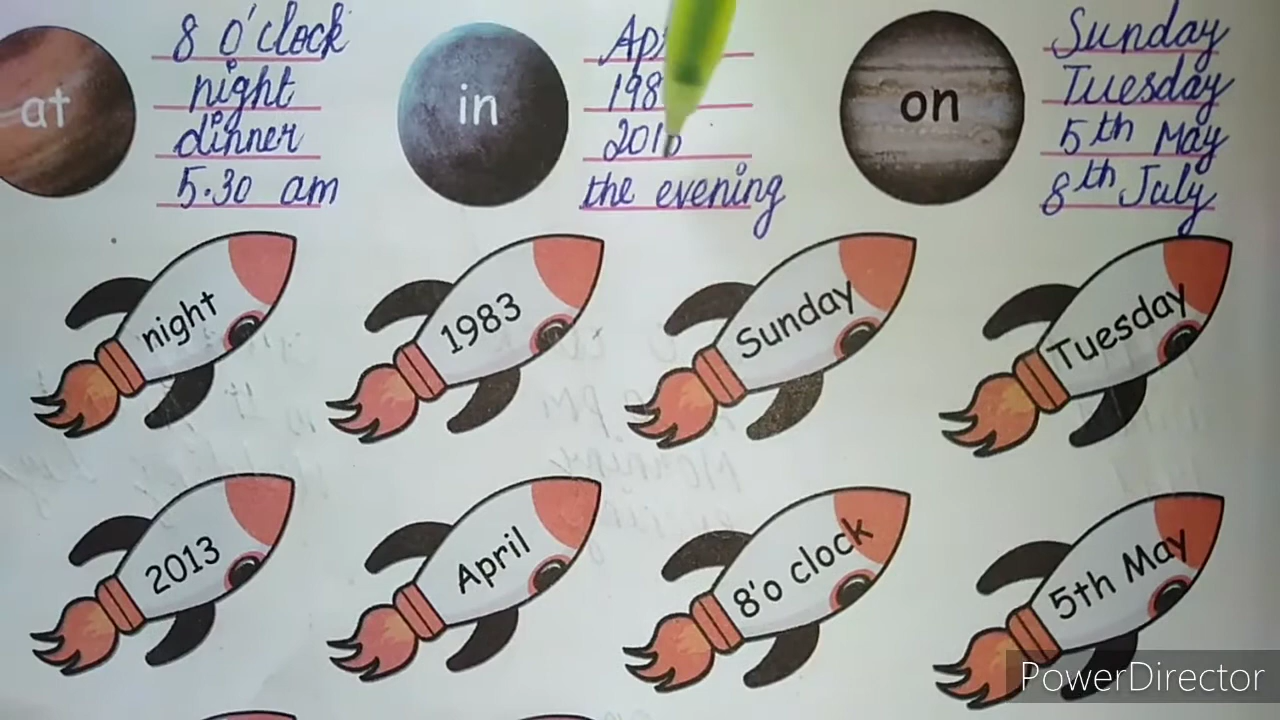 at
8 O'clock
night
dinner
5.30 am
in
the evening
on
Sunday
Tuesday
5th May
8th July
night
1983
Sunday
Tuesday
2013
April
8'o clock
5th May
PowerDirector